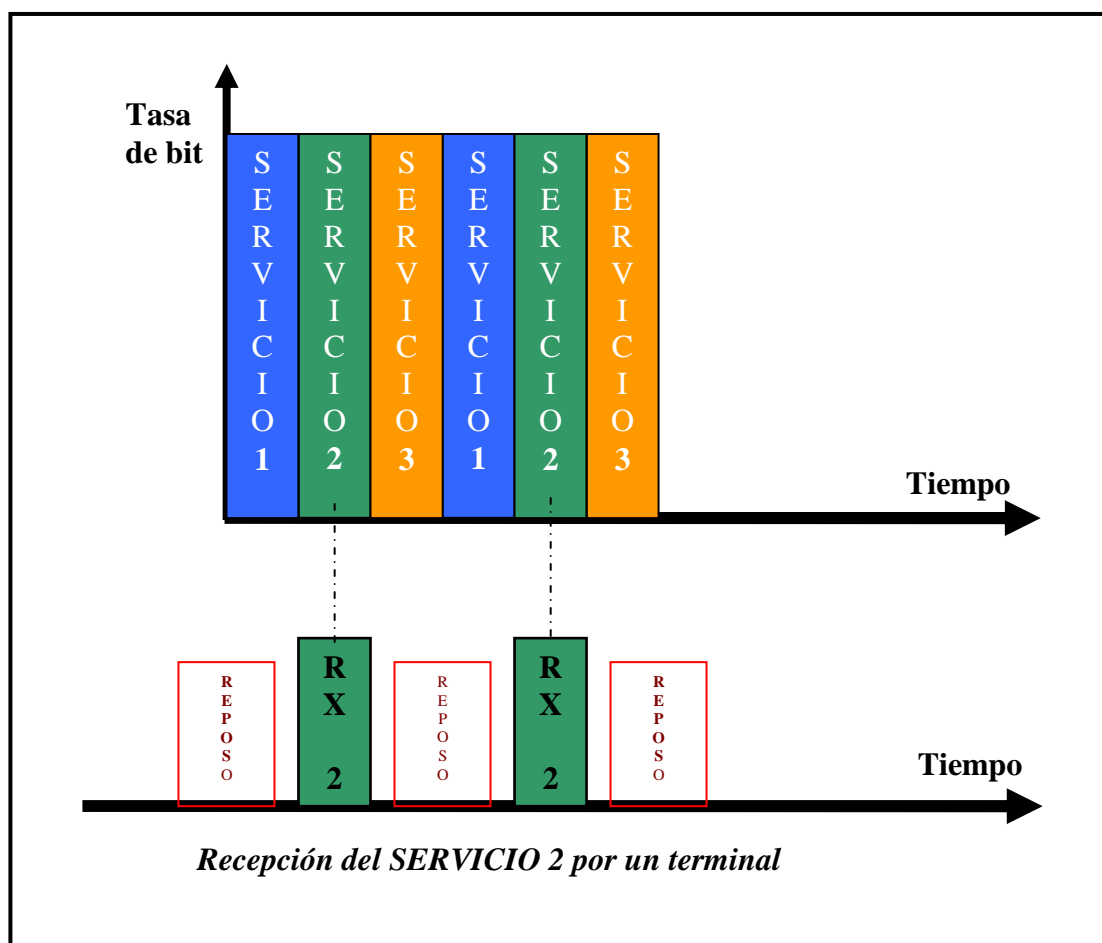 Tasa
de bit
SERVICIO 1
SERVICIO 2
SERVICIO 3
SERVICIO 1
SERVICIO 2
SERVICIO 3
Tiempo
REPOSO
RX 2
REPOSO
RX 2
REPOSO
Tiempo
Recepción del SERVICIO 2 por un terminal